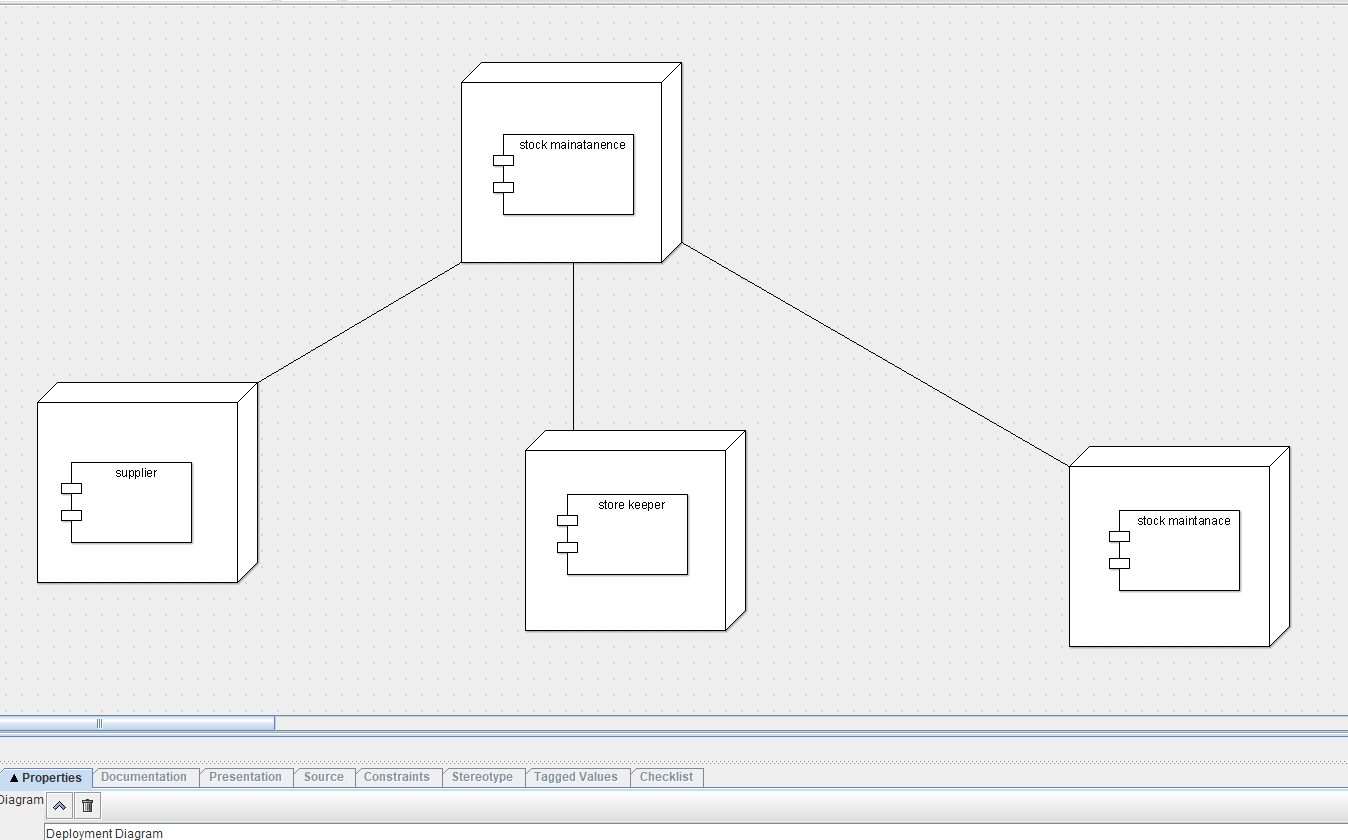 stock mainatanence
supplier
store keeper
stock maintanace
▲ Properties Documentation Presentation Source Constraints Stereotype Tagged Values Checklist
Diagram
Deployment Diagram